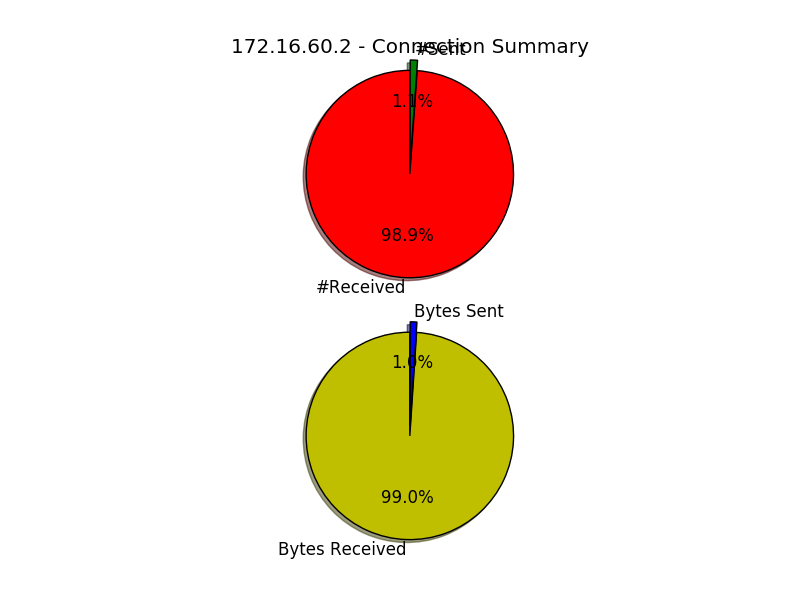 172.16.60.2 - Connection Summary
#Sent
1.1%
98.9%
#Received
Bytes Sent
1.0%
99.0%
Bytes Received